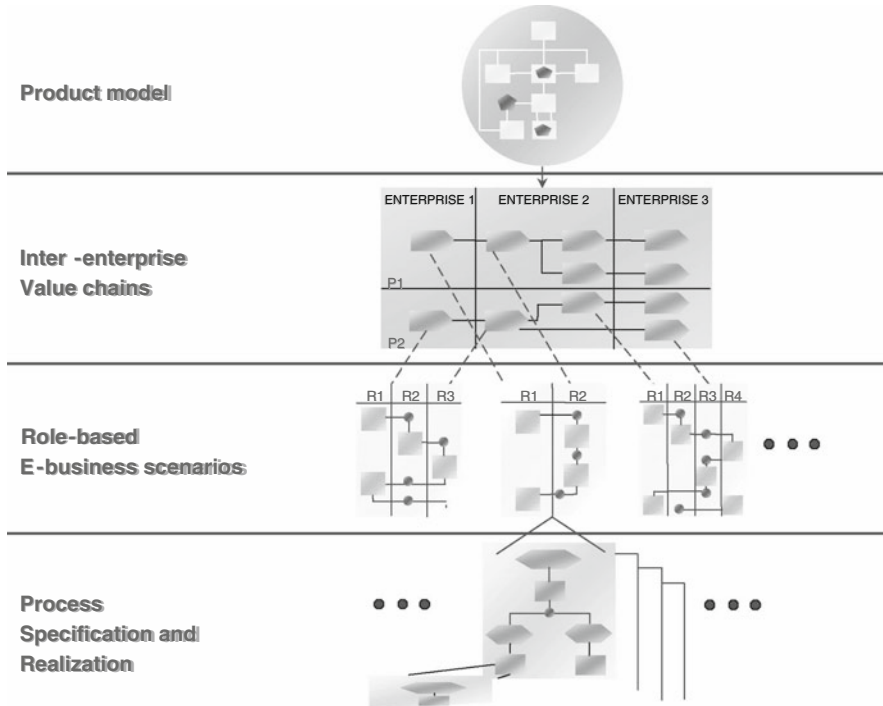 Product model
ENTERPRISE 1 ENTERPRISE 2 ENTERPRISE 3
Inter -enterprise
Value chains
P1
P2
R1 R2 R3 R1 R2 R1 R2 R3 R4
Role-based
E-business scenarios
Process
Specification and
Realization